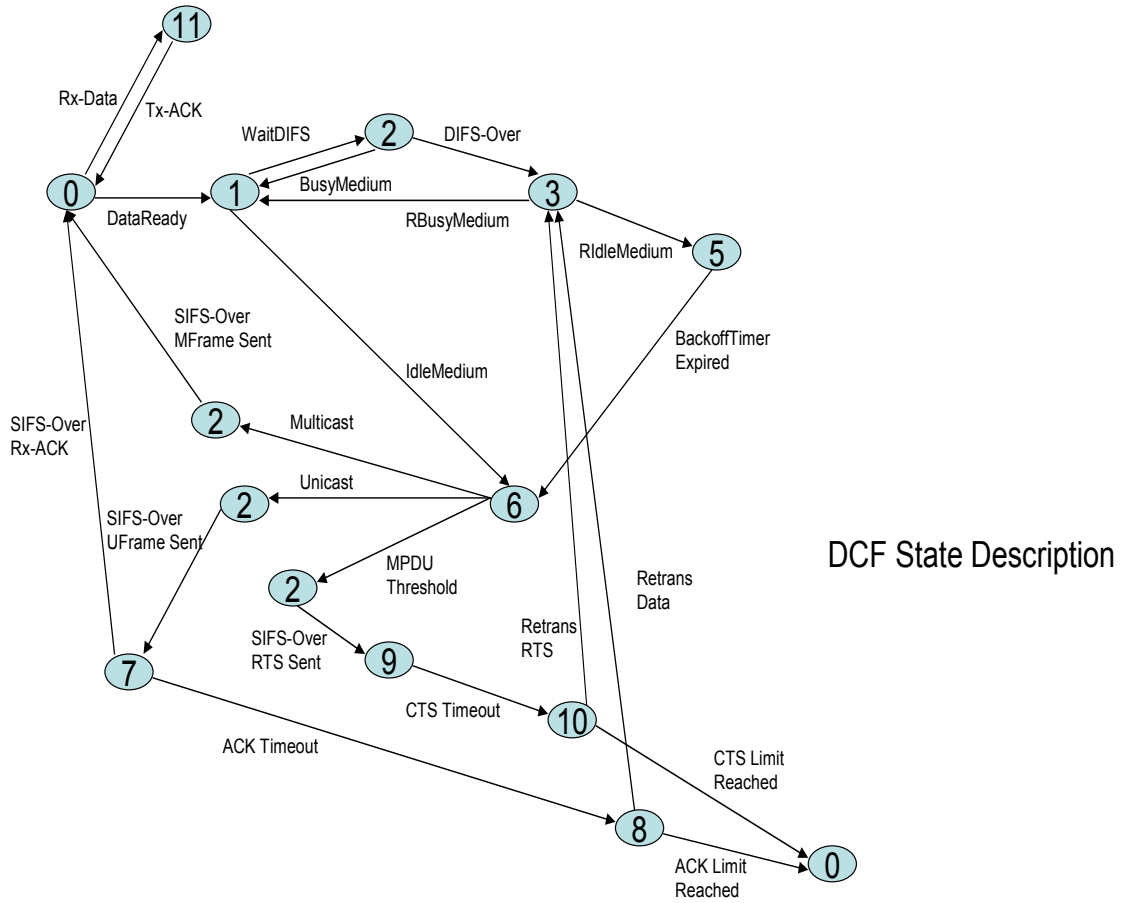 11
Rx-Data
Tx-ACK
WaitDIFS
2
DIFS-Over
0
DataReady
1
BusyMedium
3
RBusyMedium
RIdleMedium
5
SIFS-Over
MFrame Sent
BackoffTimer
Expired
IdleMedium
SIFS-Over
Rx-ACK
2
Multicast
Unicast
2
6
SIFS-Over
UFrame Sent
MPDU
Threshold
DCF State Description
2
Retrans
Data
SIFS-Over
RTS Sent
Retrans
RTS
7
9
CTS Timeout
10
ACK Timeout
CTS Limit
Reached
8
ACK Limit
Reached
0